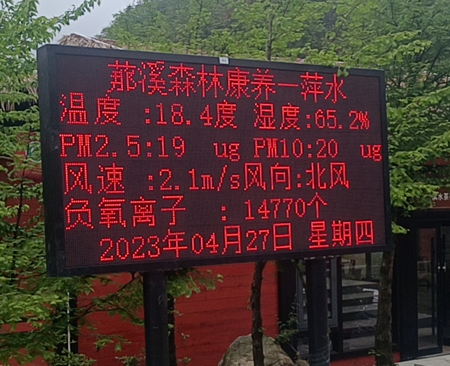 蓈溪森林康养—萍水
温度 :18.4度 湿度:65.2%
PM2.5:19 ug PM10:20 ug
风速 :2.1m/s风向:北风
负氧离子 : 14770个
2023年04月27日 星期四